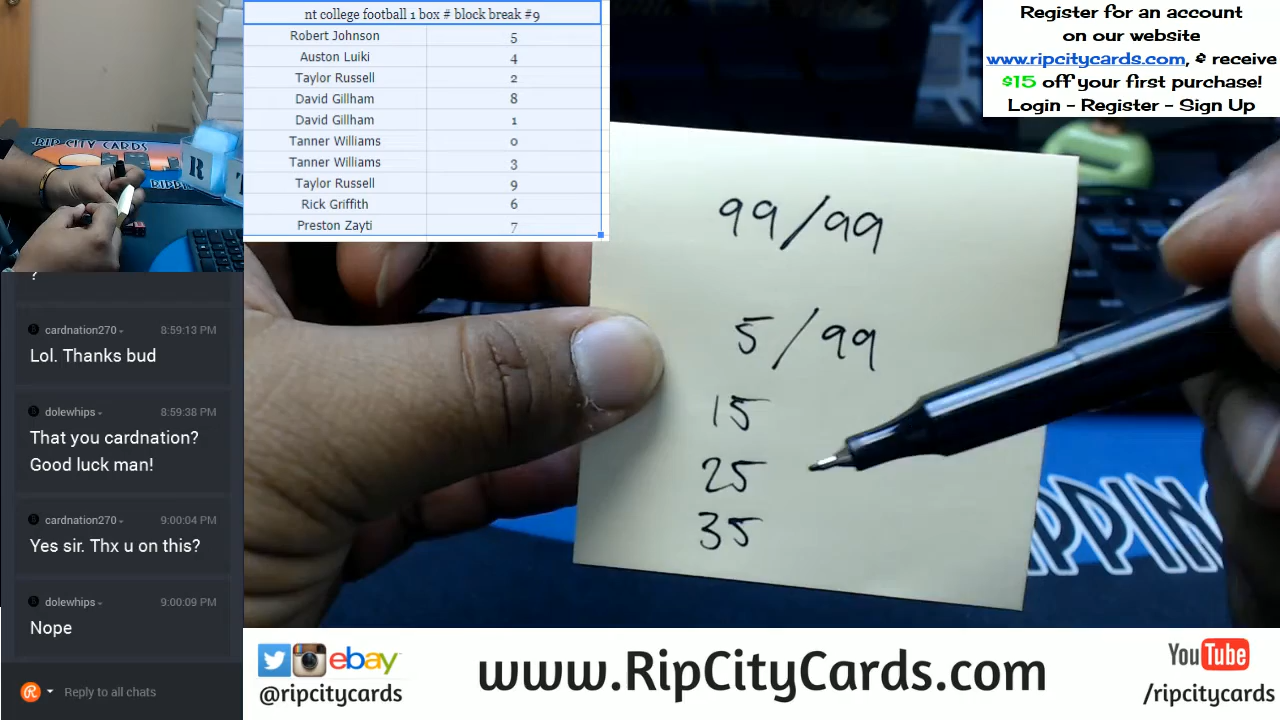 nt college football 1 box # block break #9
Robert Johnson 5
Auston Luiki 4
Taylor Russell 2
David Gillham 8
David Gillham 1
Tanner Williams 0
Tanner Williams 3
Taylor Russell 9
Rick Griffith 6
Preston Zayti 7
Register for an account
on our website
www.ripcitycards.com, & receive
$15 off your first purchase!
Login - Register - Sign Up
RIP CITY CARDS
R
99/99
5/99
15
25
35
?
cardnation270 8:59:13 PM
Lol. Thanks bud
dolewhips 8:59:38 PM
That you cardnation?
Good luck man!
cardnation270 9:00:04 PM
Yes sir. Thx u on this?
dolewhips 9:00:09 PM
Nope
Reply to all chats
ebay
@ripcitycards
www.RipCityCards.com
YouTube
/ripcitycards